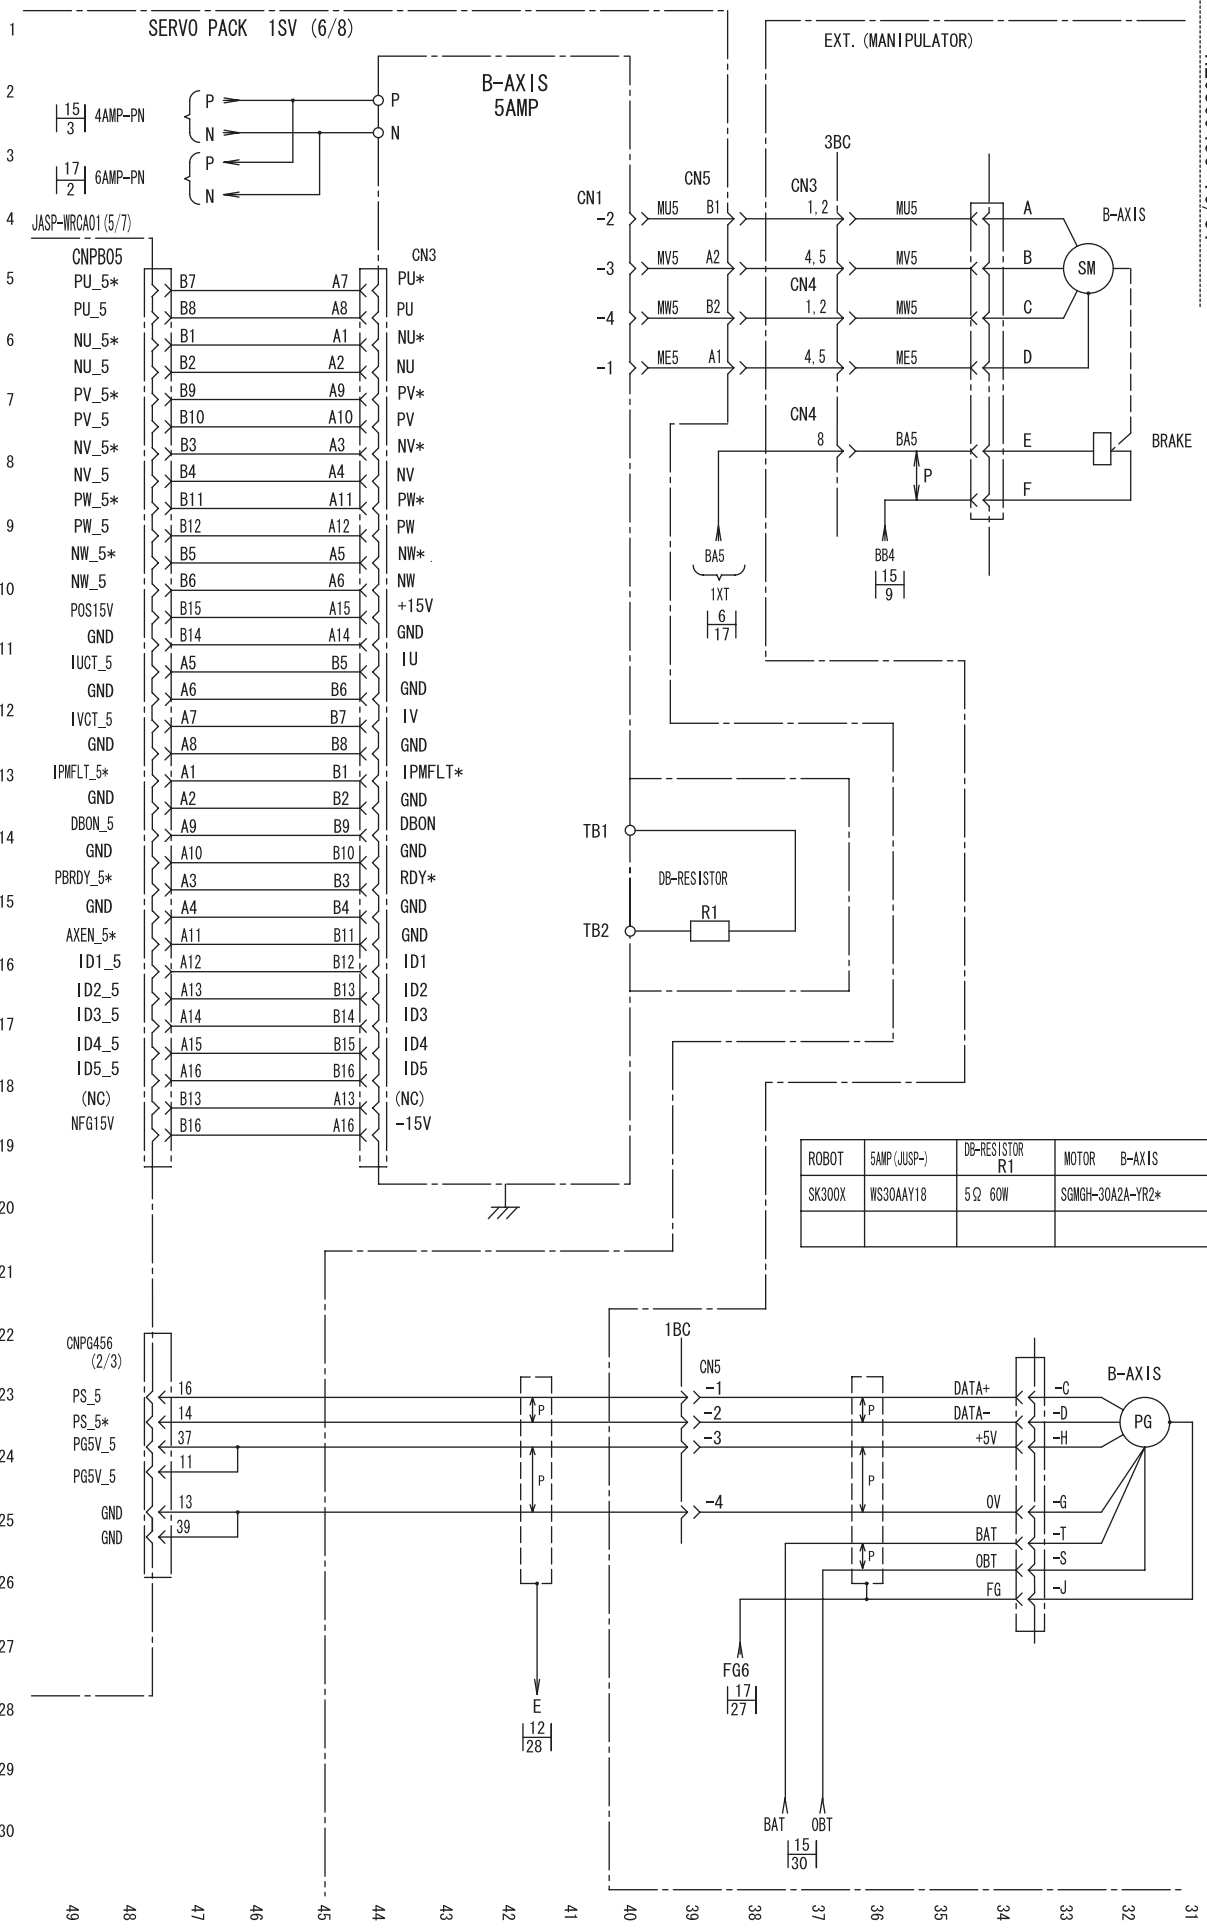 1 SERVO PACK 1SV (6/8)
EXT. (MANIPULATOR)
B-AXIS
5AMP
2
15 4AMP-PN P P
3 N N
3
17 6AMP-PN P
2 N
3BC
4 JASP-WRCA01 (5/7)
CN1 CN5 CN3
-2 MU5 B1 1, 2 MU5 A B-AXIS
-3 MV5 A2 4, 5 MV5 B SM
CN4
-4 MW5 B2 1, 2 MW5 C
-1 ME5 A1 4, 5 ME5 D
CN4
8 BA5 E BRAKE
P
F
BA5 BB4
1XT 15
9
6
17
CNPB05 CN3
5 PU_5* B7 A7 PU*
PU_5 B8 A8 PU
6 NU_5* B1 A1 NU*
NU_5 B2 A2 NU
7 PV_5* B9 A9 PV*
PV_5 B10 A10 PV
NV_5* B3 A3 NV*
8 NV_5 B4 A4 NV
PW_5* B11 A11 PW*
9 PW_5 B12 A12 PW
NW_5* B5 A5 NW*
10 NW_5 B6 A6 NW
POS15V B15 A15 +15V
11 GND B14 A14 GND
IUCT_5 A5 B5 IU
GND A6 B6 GND
12 IVCT_5 A7 B7 IV
GND A8 B8 GND
13 IPMFLT_5* A1 B1 IPMFLT*
GND A2 B2 GND
14 DBON_5 A9 B9 DBON
GND A10 B10 GND
PBRDY_5* A3 B3 RDY*
15 GND A4 B4 GND
AXEN_5* A11 B11 GND
16 ID1_5 A12 B12 ID1
ID2_5 A13 B13 ID2
17 ID3_5 A14 B14 ID3
ID4_5 A15 B15 ID4
ID5_5 A16 B16 ID5
18 (NC) B13 A13 (NC)
NFG15V B16 A16 -15V
TB1
DB-RESISTOR
R1
TB2
19
ROBOT 5AMP (JUSP-) DB-RESISTOR R1 MOTOR B-AXIS
SK300X WS30AAY18 5Ω 60W SGMGH-30A2A-YR2*
20
21
22 CNPG456
(2/3)
1BC
CN5
B-AXIS
23 PS_5 16 -1 DATA+ -C
P P
PS_5* 14 -2 DATA- -D PG
PG5V_5 37 -3 +5V -H
24
PG5V_5 11 P P
GND 13 -4 0V -G
25
GND 39 BAT -T
P
0BT -S
26 FG -J
27
FG6
17
27
28 E
12
28
29
30 BAT 0BT
15
30
49 48 47 46 45 44 43 42 41 40 39 38 37 36 35 34 33 32 31